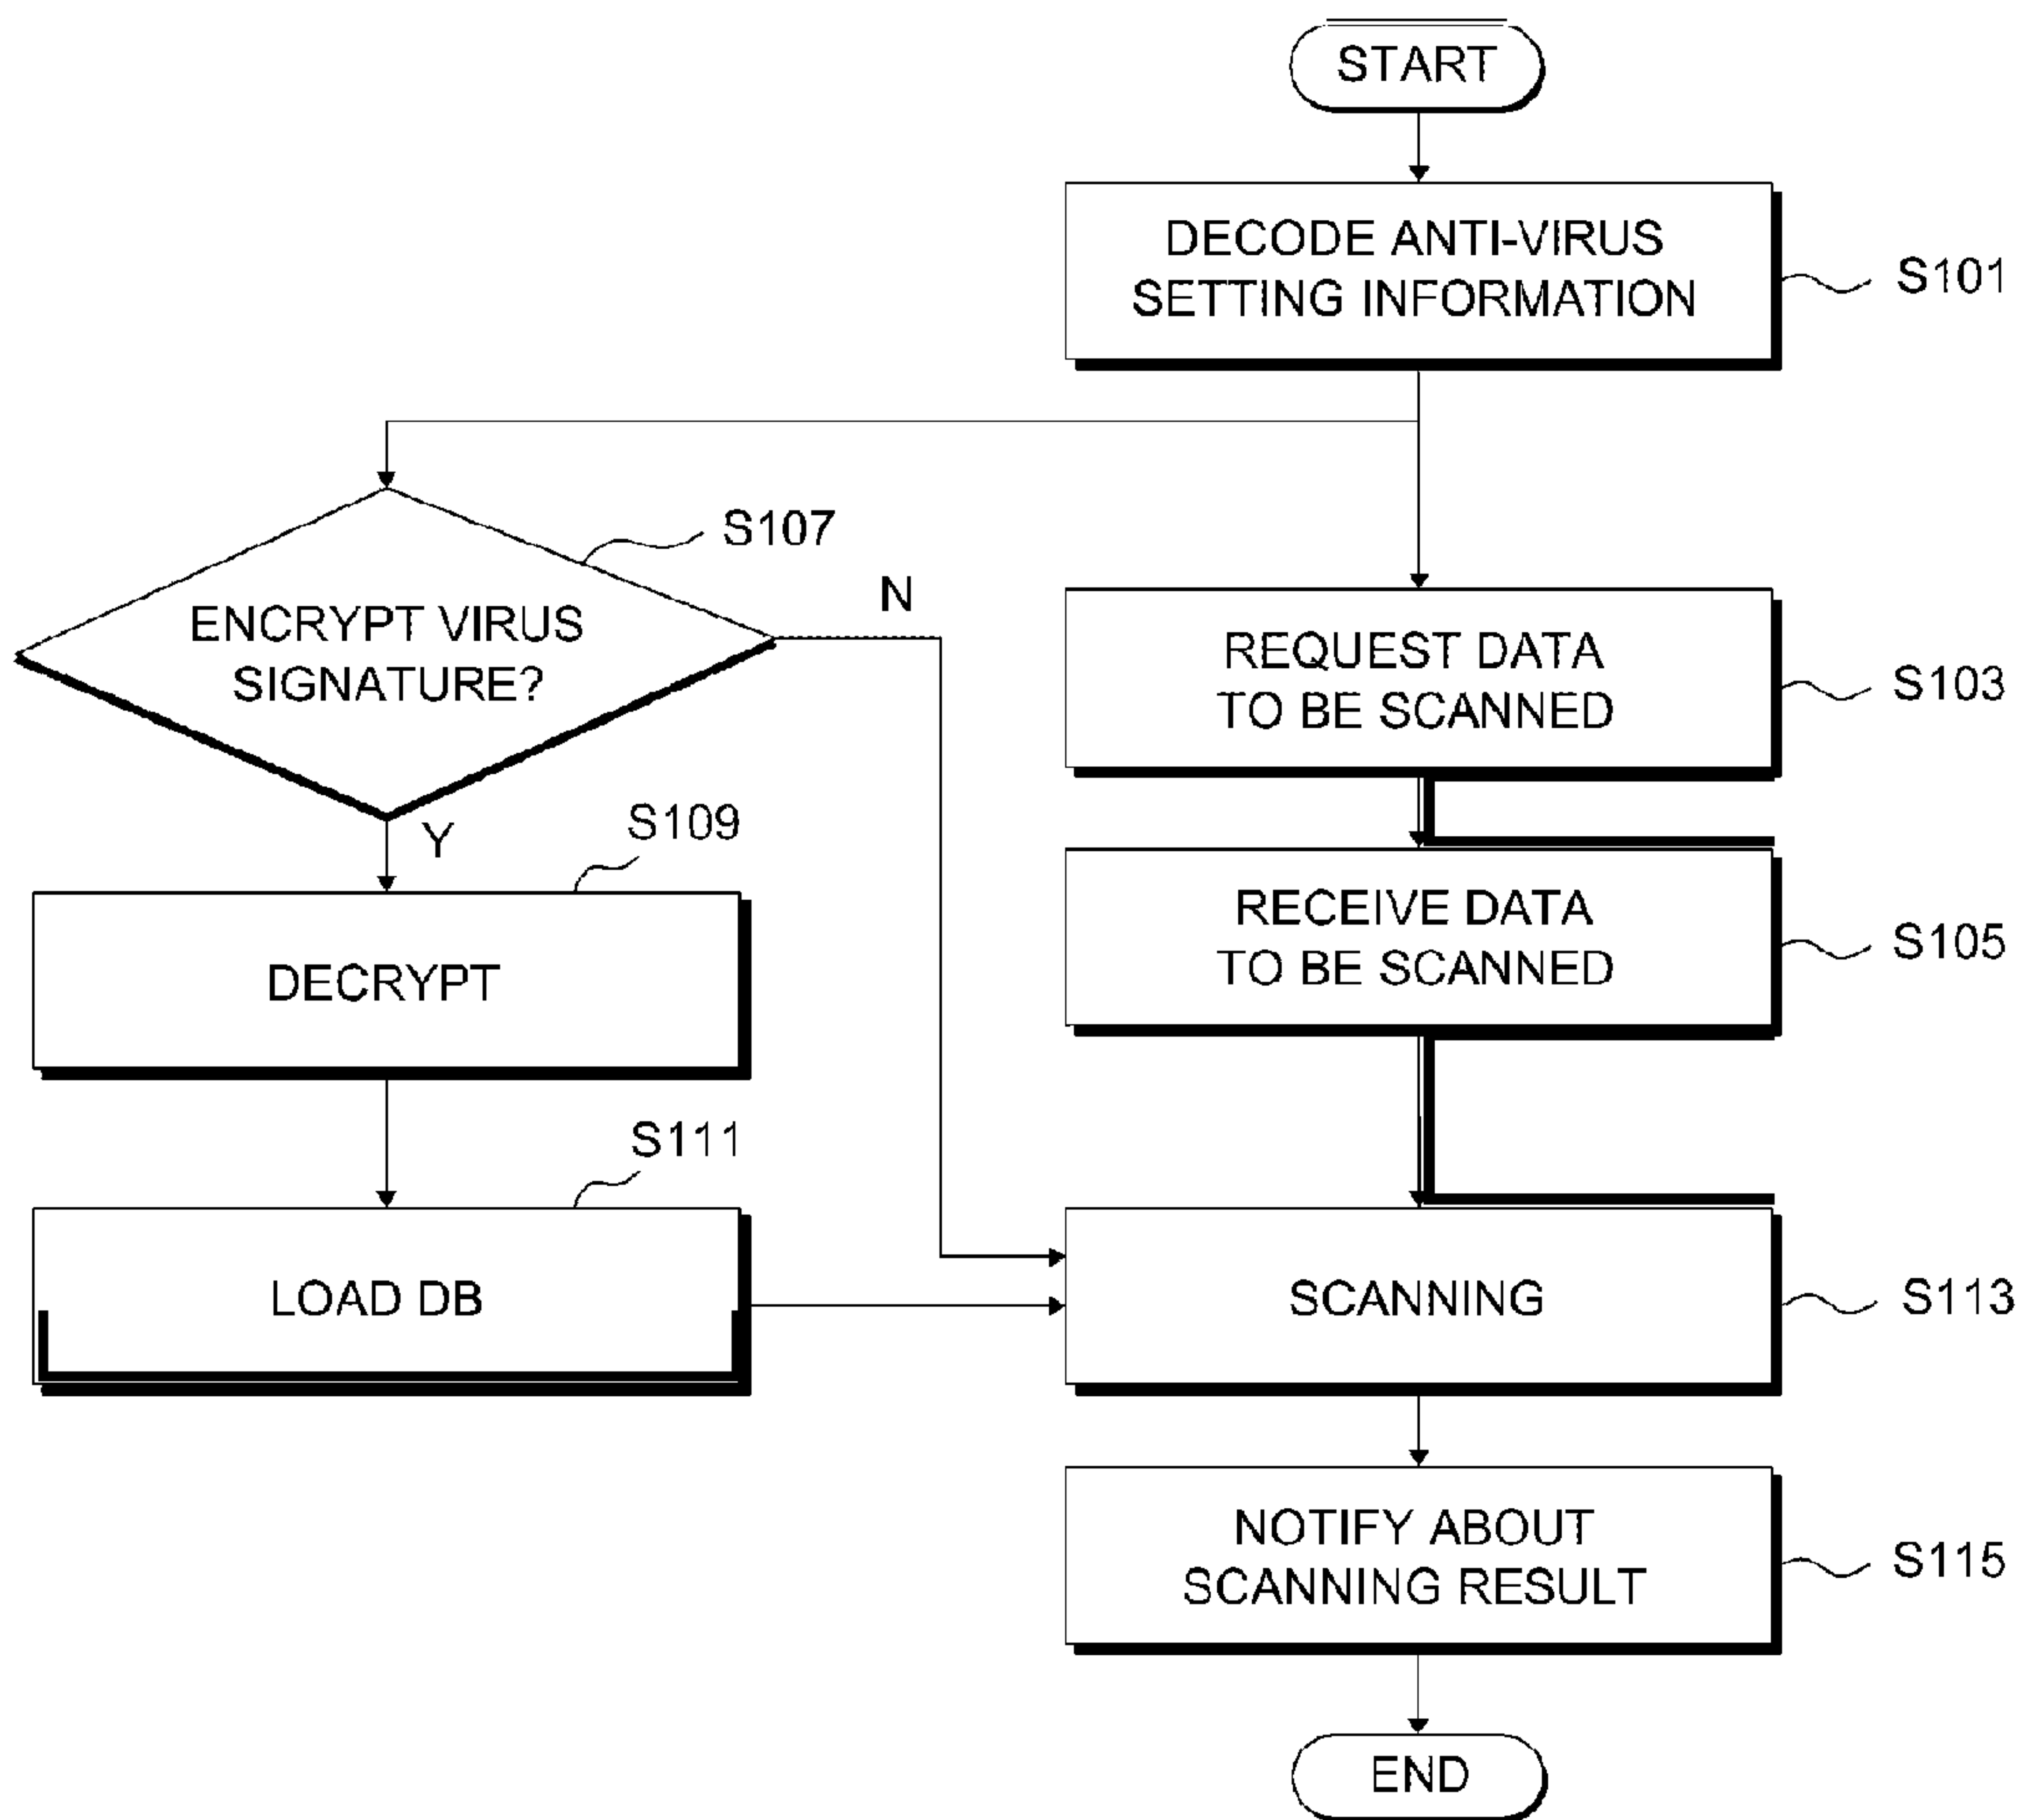 START
DECODE ANTI-VIRUS
SETTING INFORMATION
S101
S107
N
ENCRYPT VIRUS
SIGNATURE?
Y
REQUEST DATA
TO BE SCANNED
S103
S109
DECRYPT
RECEIVE DATA
TO BE SCANNED
S105
S111
LOAD DB
SCANNING
S113
NOTIFY ABOUT
SCANNING RESULT
S115
END